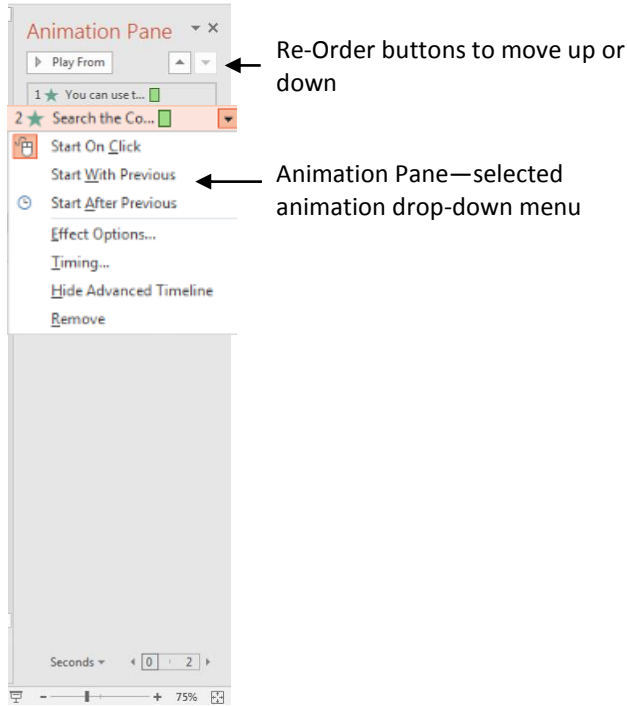 Animation Pane
Play From
Re-Order buttons to move up or
down
1 You can use t...
2 Search the Co...
Start On Click
Start With Previous
Animation Pane—selected
animation drop-down menu
Start After Previous
Effect Options...
Timing...
Hide Advanced Timeline
Remove
Seconds 0 2
- + 75%